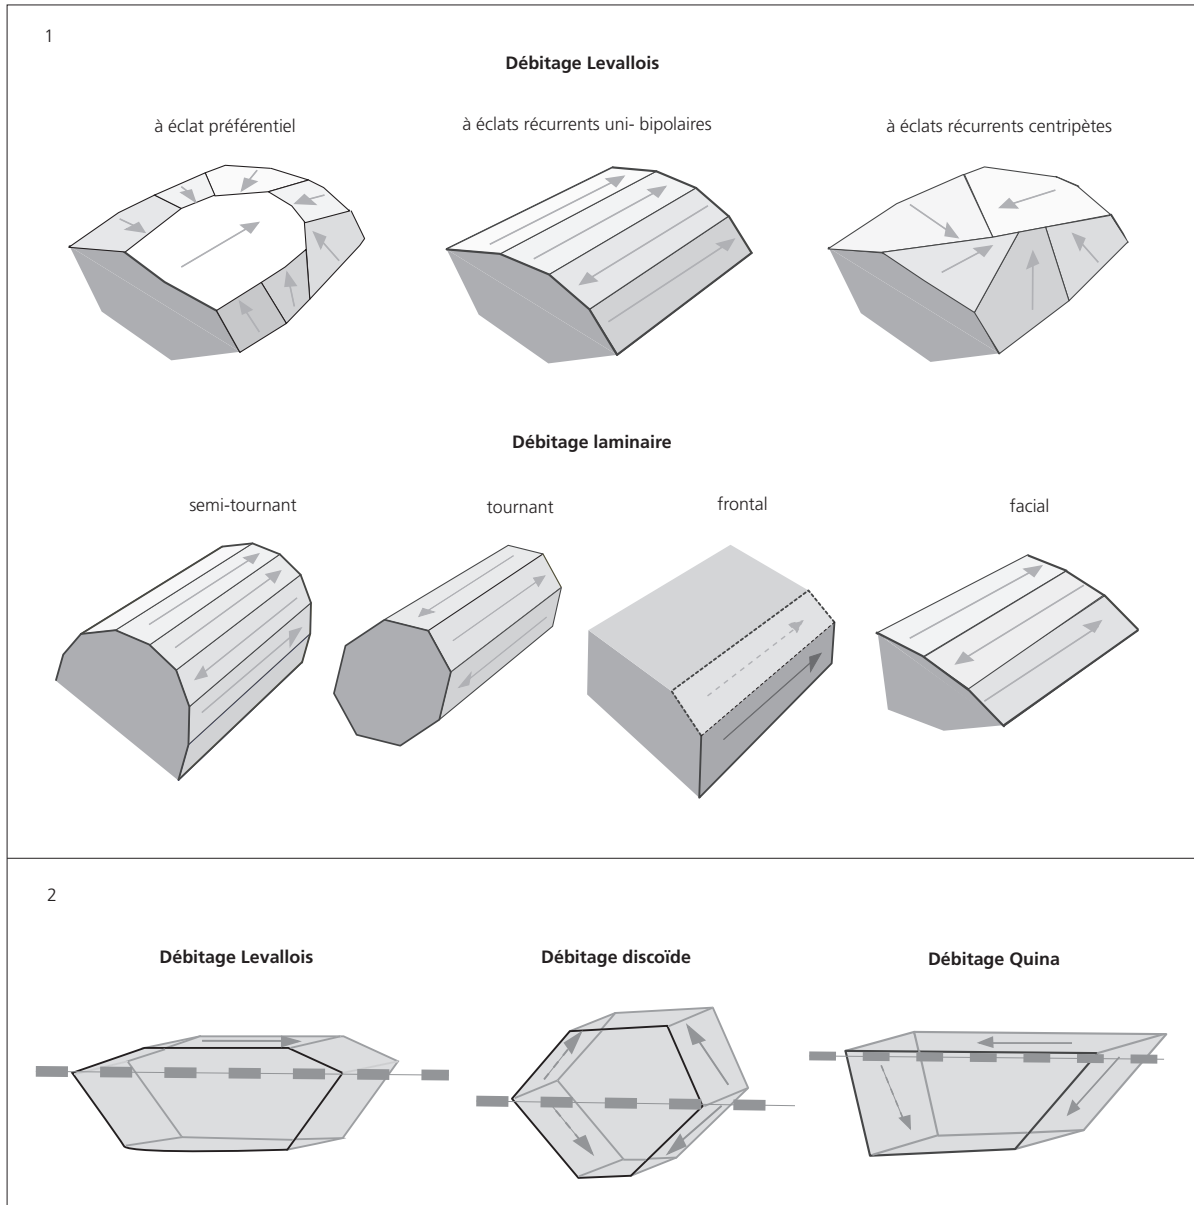 1
Débitage Levallois
à éclat préférentiel
à éclats récurrents uni- bipolaires
à éclats récurrents centripètes
Débitage laminaire
semi-tournant
tournant
frontal
facial
2
Débitage Levallois
Débitage discoïde
Débitage Quina